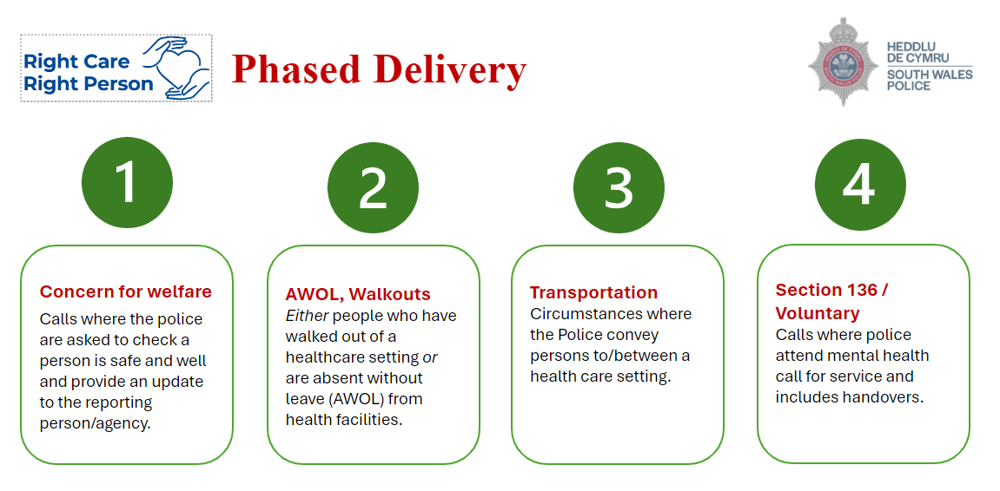 Right Care
Right Person
Phased Delivery
HEDDLU
DE CYMRU
SOUTH WALES
POLICE
1
Concern for welfare
Calls where the police
are asked to check a
person is safe and well
and provide an update
to the reporting
person/agency.
2
AWOL, Walkouts
Either people who have
walked out of a
healthcare setting or
are absent without
leave (AWOL) from
health facilities.
3
Transportation
Circumstances where
the Police convey
persons to/between a
health care setting.
4
Section 136 /
Voluntary
Calls where police
attend mental health
call for service and
includes handovers.